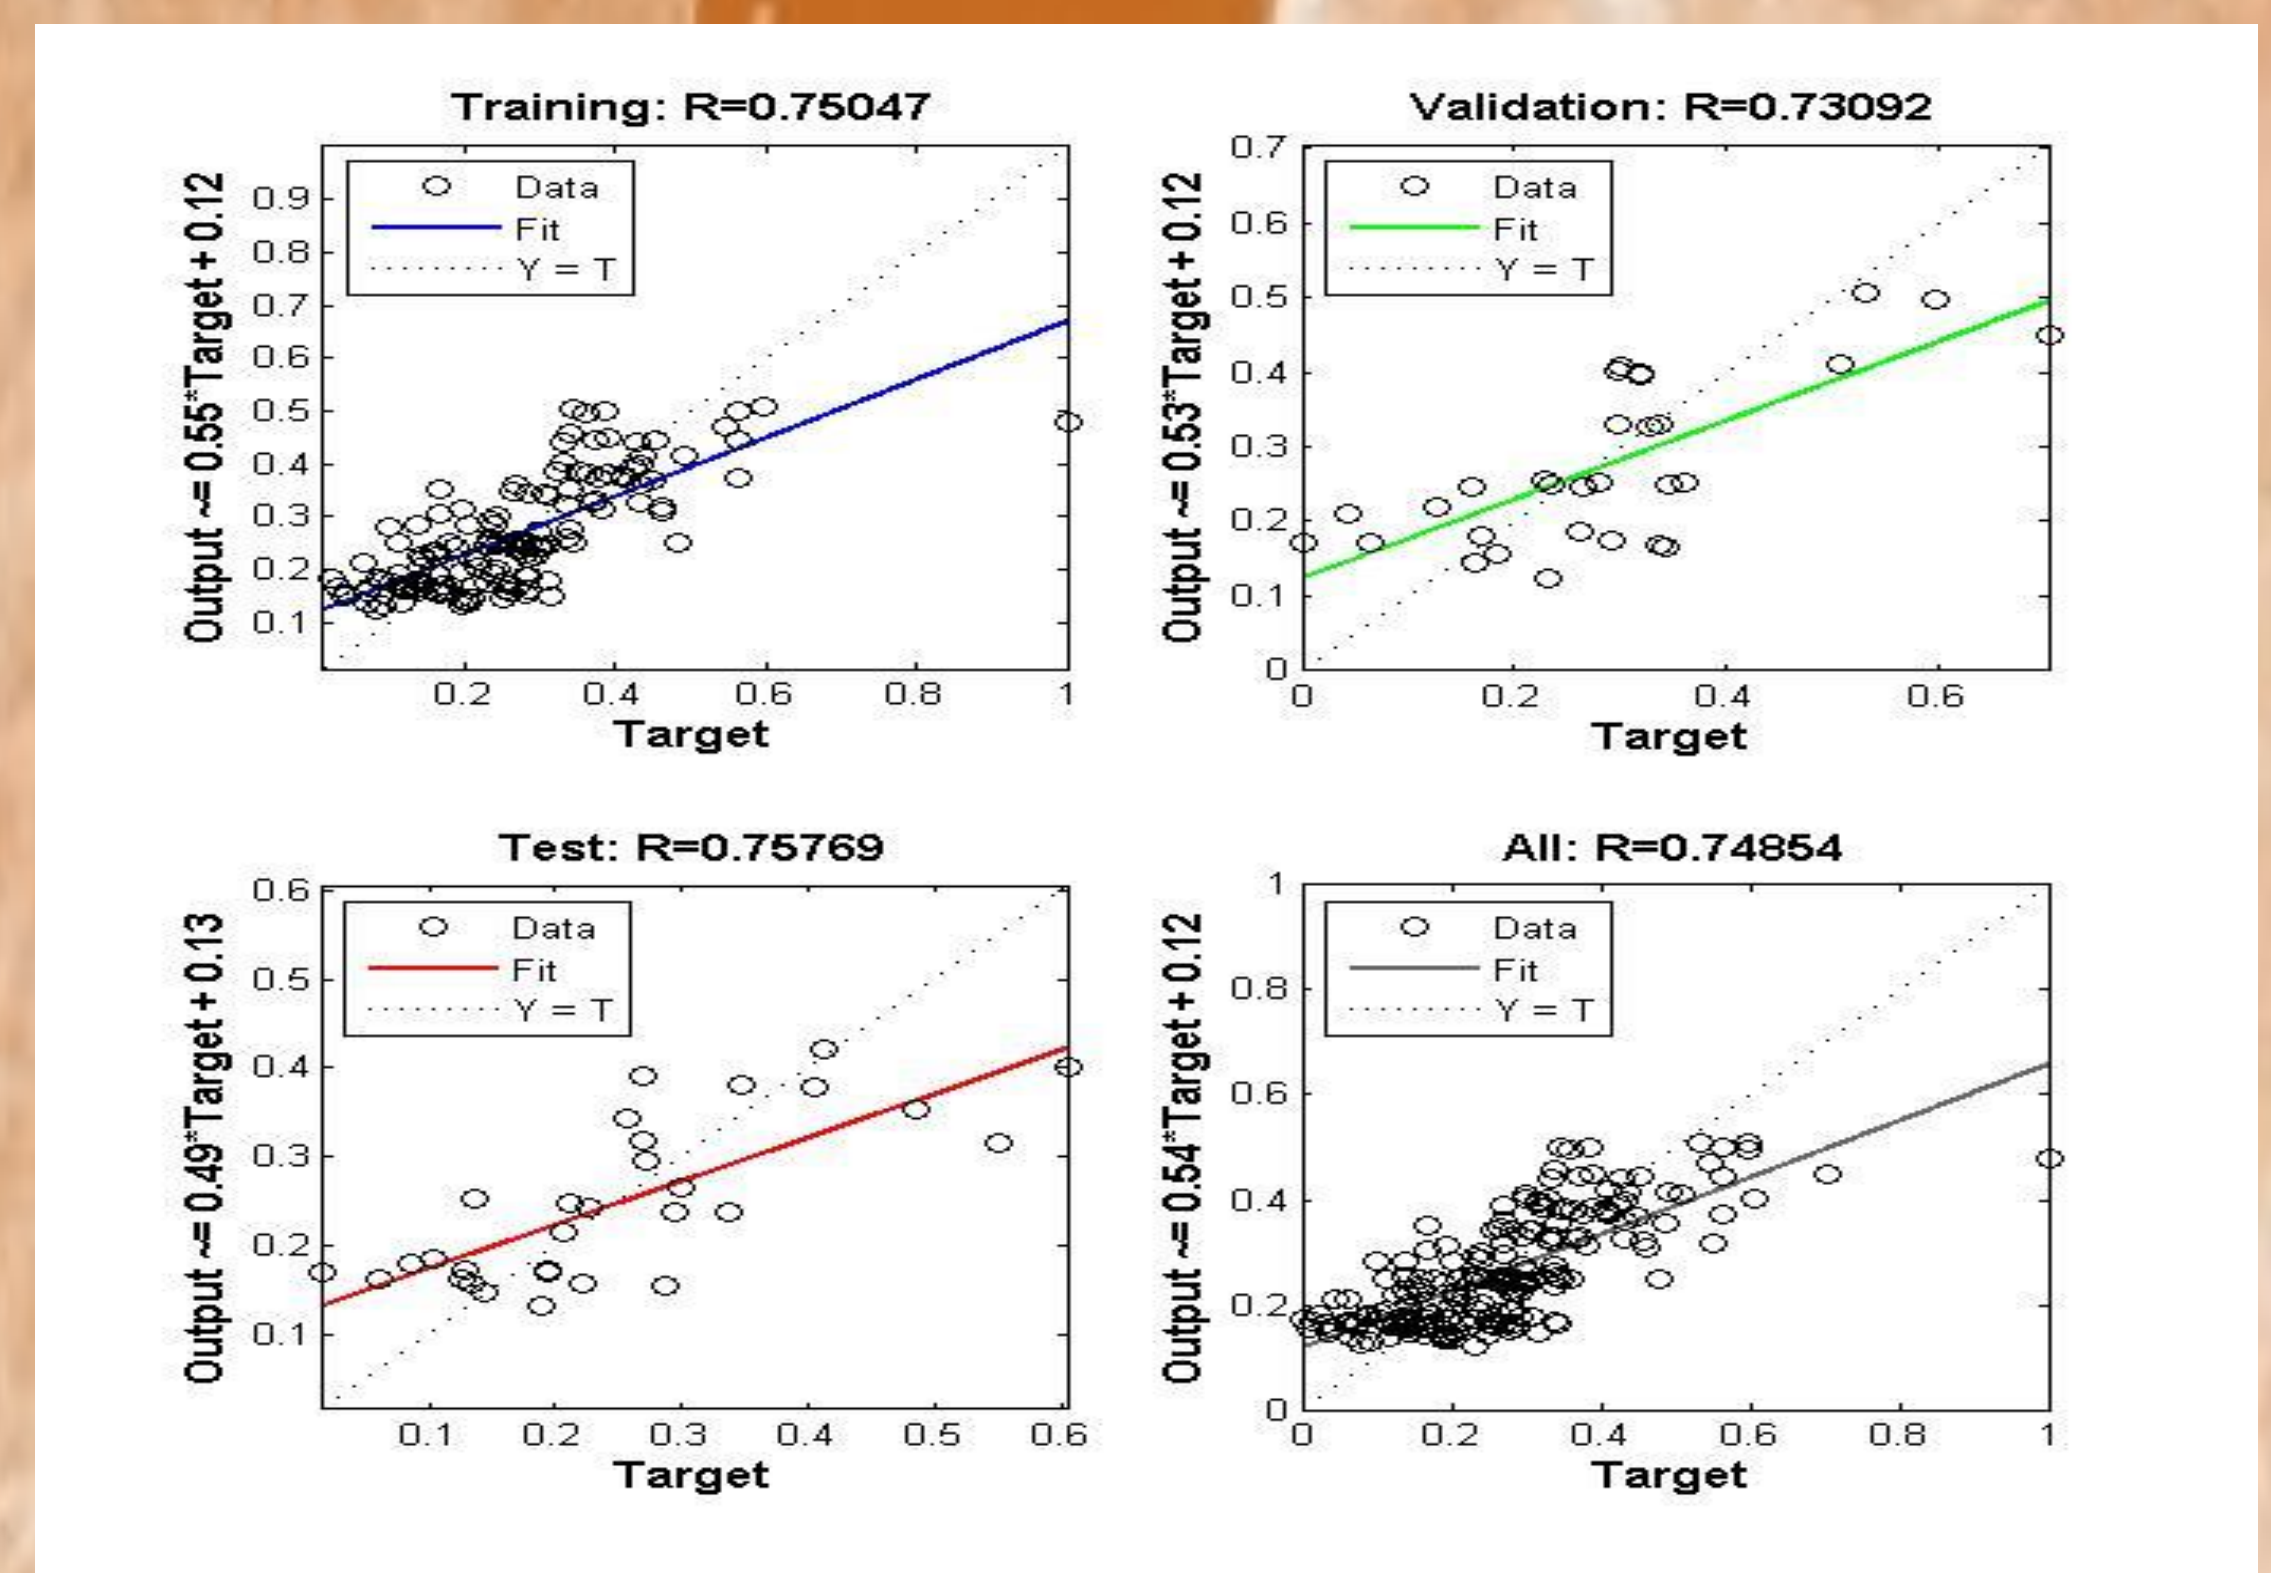 Training: R=0.75047
Output ~= 0.55*Target + 0.12
Data
Fit
Y = T
0.9
0.8
0.7
0.6
0.5
0.4
0.3
0.2
0.1
0.2 0.4 0.6 0.8 1
Target
Validation: R=0.73092
Output ~= 0.53*Target + 0.12
Data
Fit
Y = T
0.7
0.6
0.5
0.4
0.3
0.2
0.1
0
0 0.2 0.4 0.6
Target
Test: R=0.75769
Output ~= 0.49*Target + 0.13
Data
Fit
Y = T
0.6
0.5
0.4
0.3
0.2
0.1
0.1 0.2 0.3 0.4 0.5 0.6
Target
All: R=0.74854
Output ~= 0.54*Target + 0.12
Data
Fit
Y = T
1
0.8
0.6
0.4
0.2
0
0 0.2 0.4 0.6 0.8 1
Target